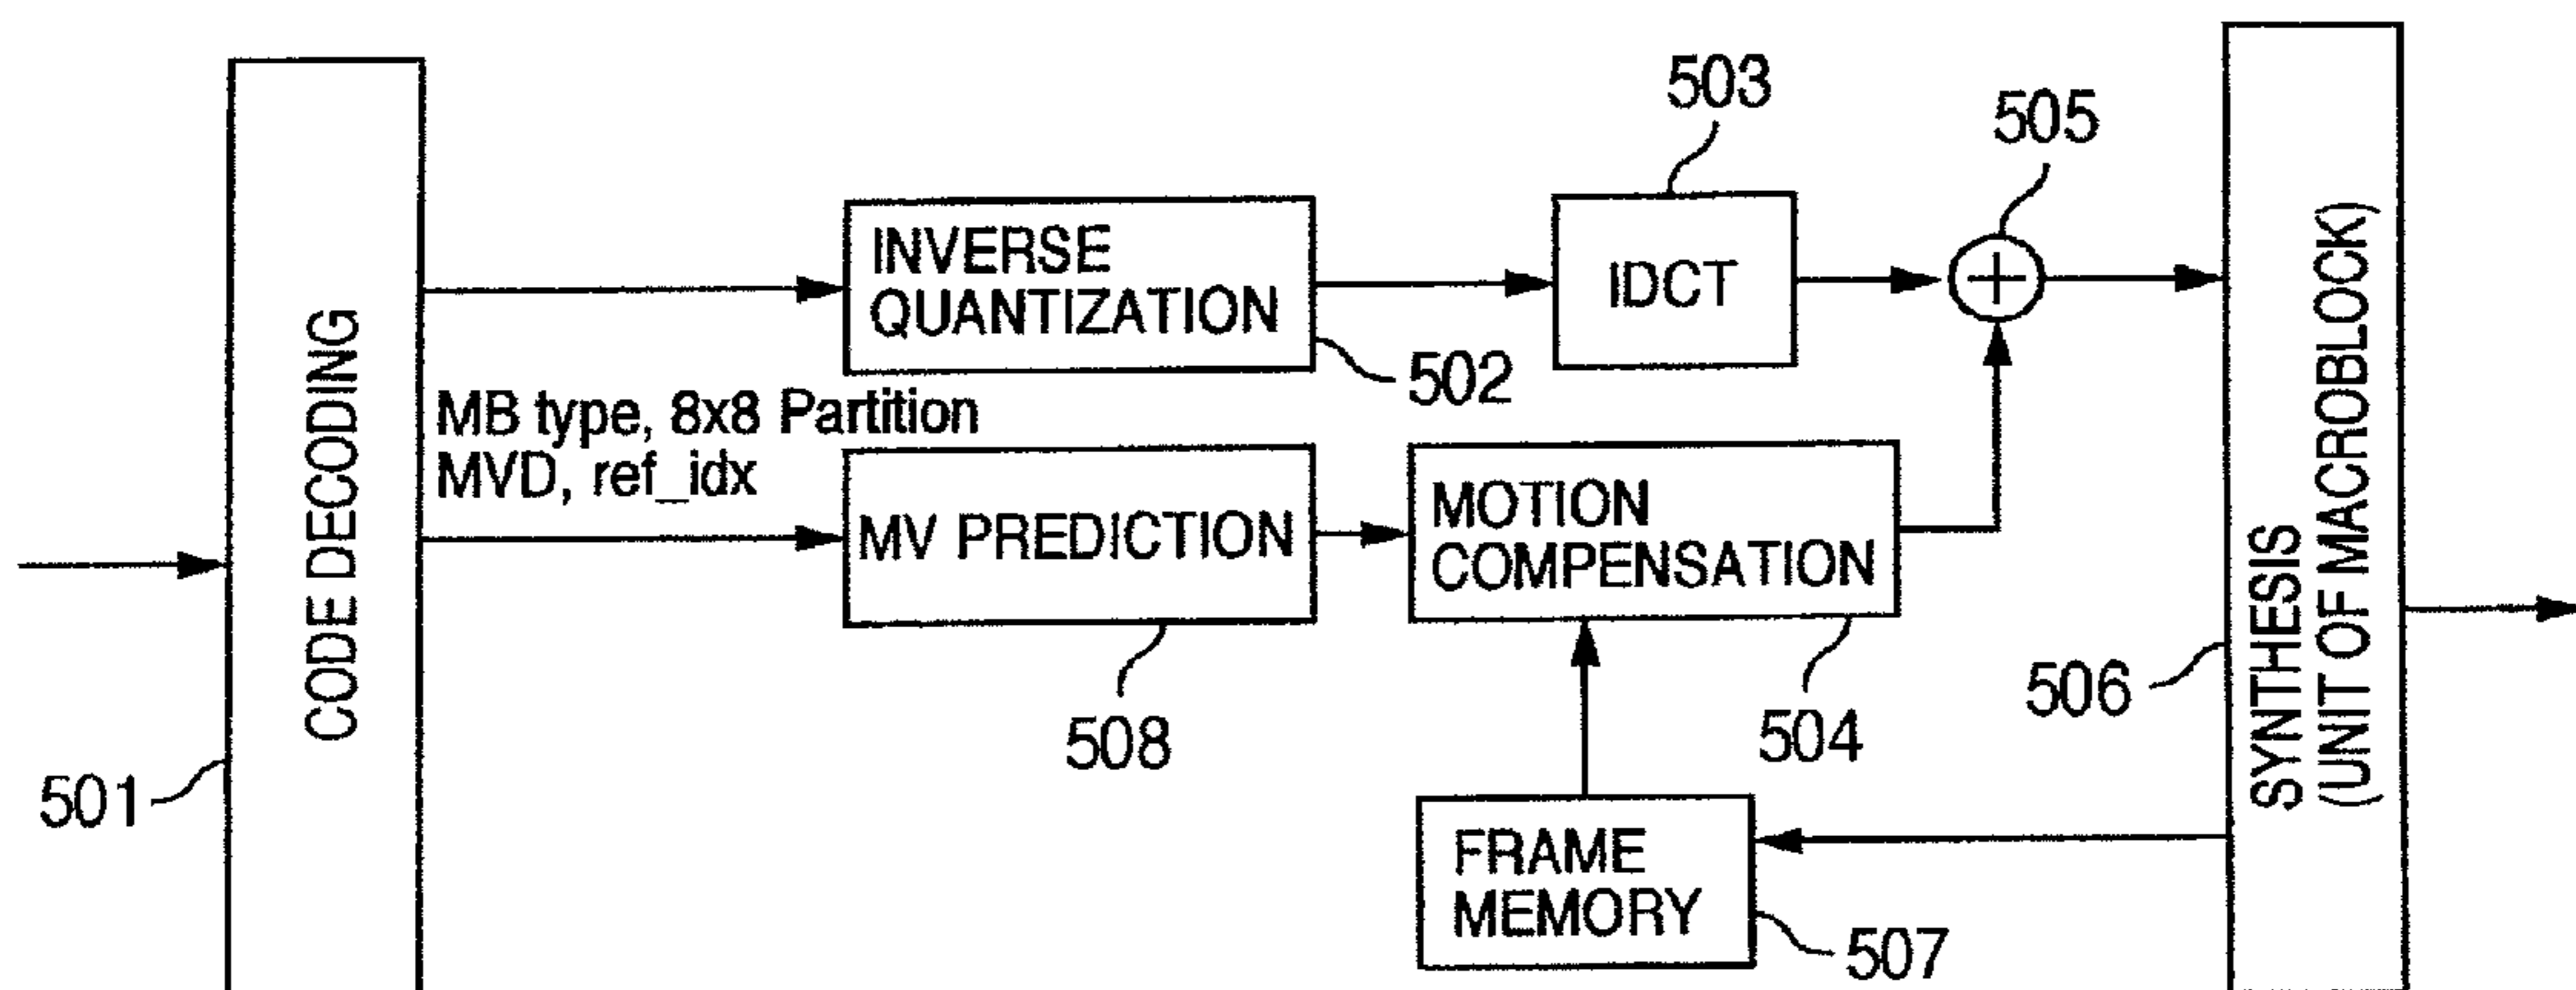 503
505
INVERSE
QUANTIZATION
IDCT
502
CODE DECODING
MB type, 8x8 Partition
MVD, ref_idx
MV PREDICTION
MOTION
COMPENSATION
508
504
501
FRAME
MEMORY
507
506
SYNTHESIS
(UNIT OF MACROBLOCK)